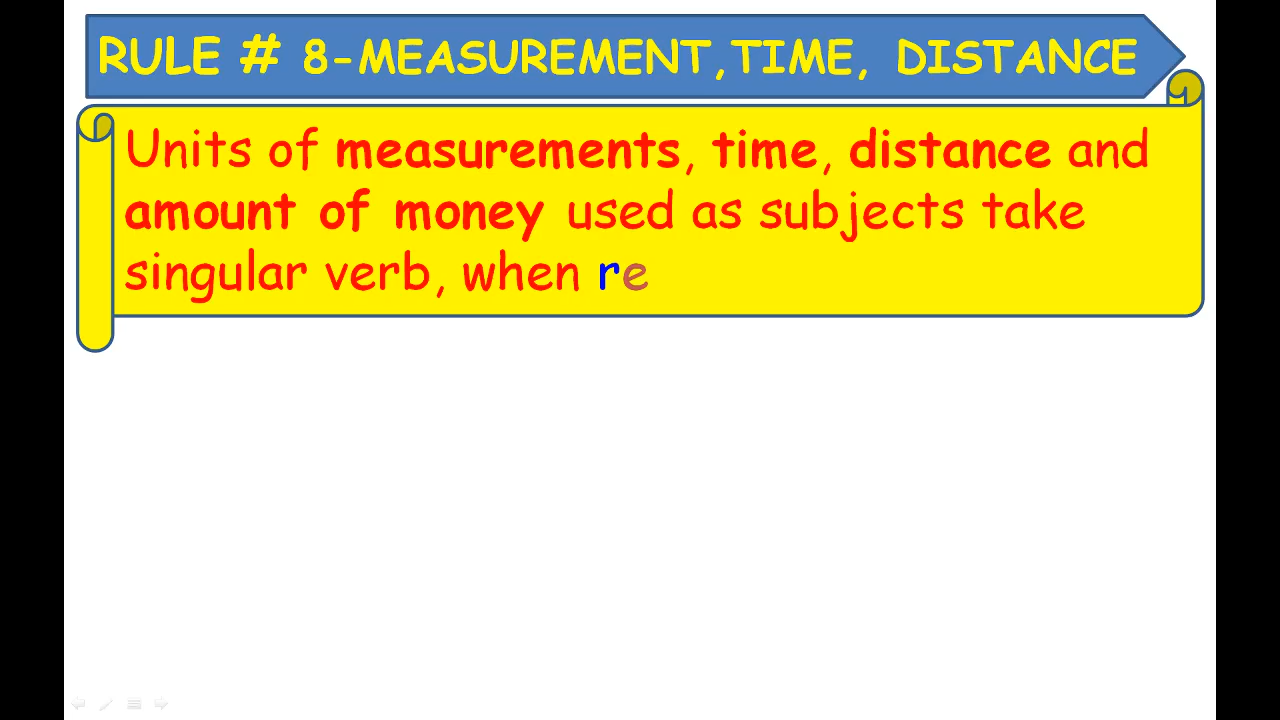 RULE # 8-MEASUREMENT,TIME, DISTANCE
Units of measurements, time, distance and
amount of money used as subjects take
singular verb, when re